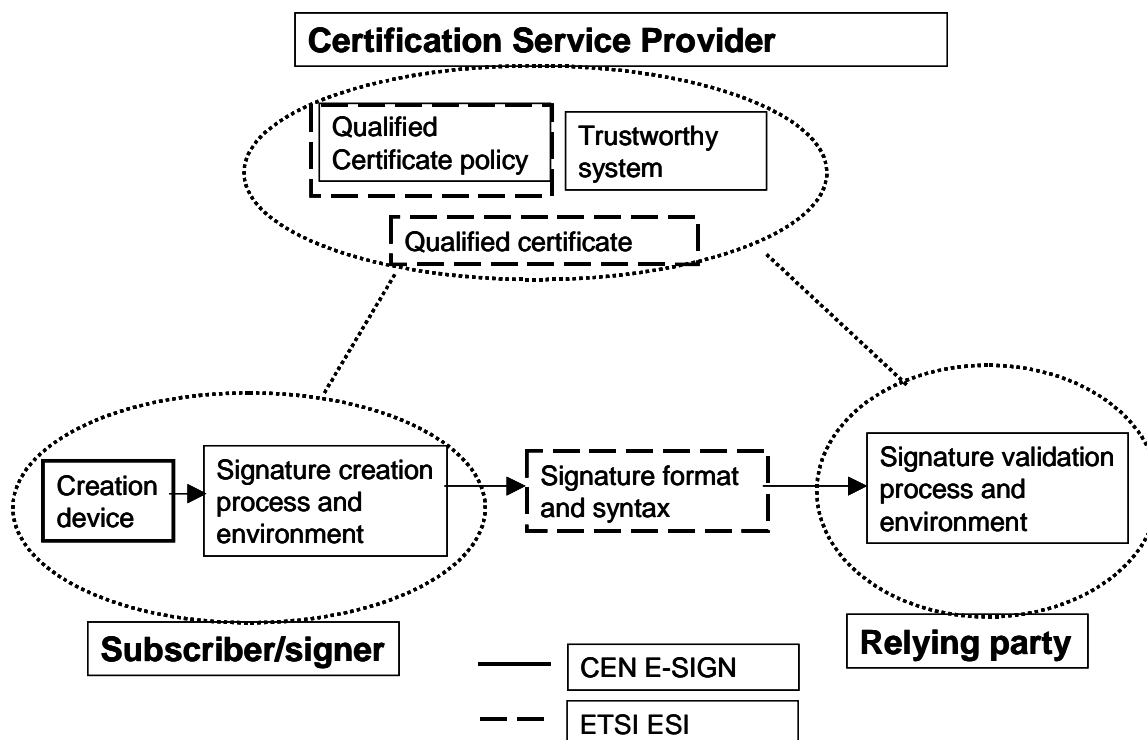 Certification Service Provider
Qualified
Certificate policy
Trustworthy
system
Qualified certificate
Creation
device
Signature creation
process and
environment
Signature format
and syntax
Signature validation
process and
environment
Subscriber/signer
Relying party
CEN E-SIGN
ETSI ESI